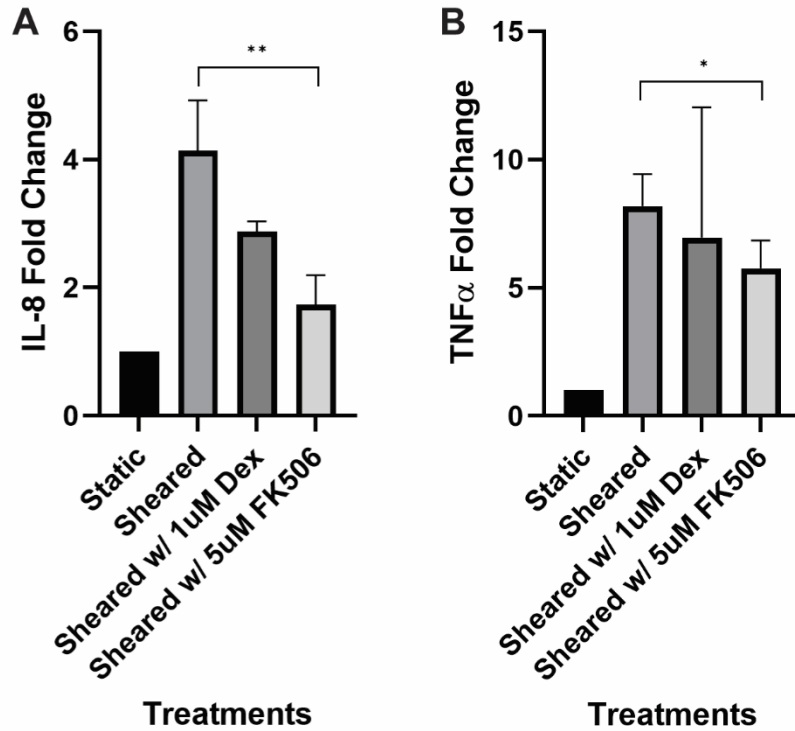 A
IL-8 Fold Change
6
4
2
0
**
Static
Sheared
Sheared w/ 1uM Dex
Sheared w/ 5uM FK506
Treatments
B
TNFα Fold Change
15
10
5
0
*
Static
Sheared
Sheared w/ 1uM Dex
Sheared w/ 5uM FK506
Treatments